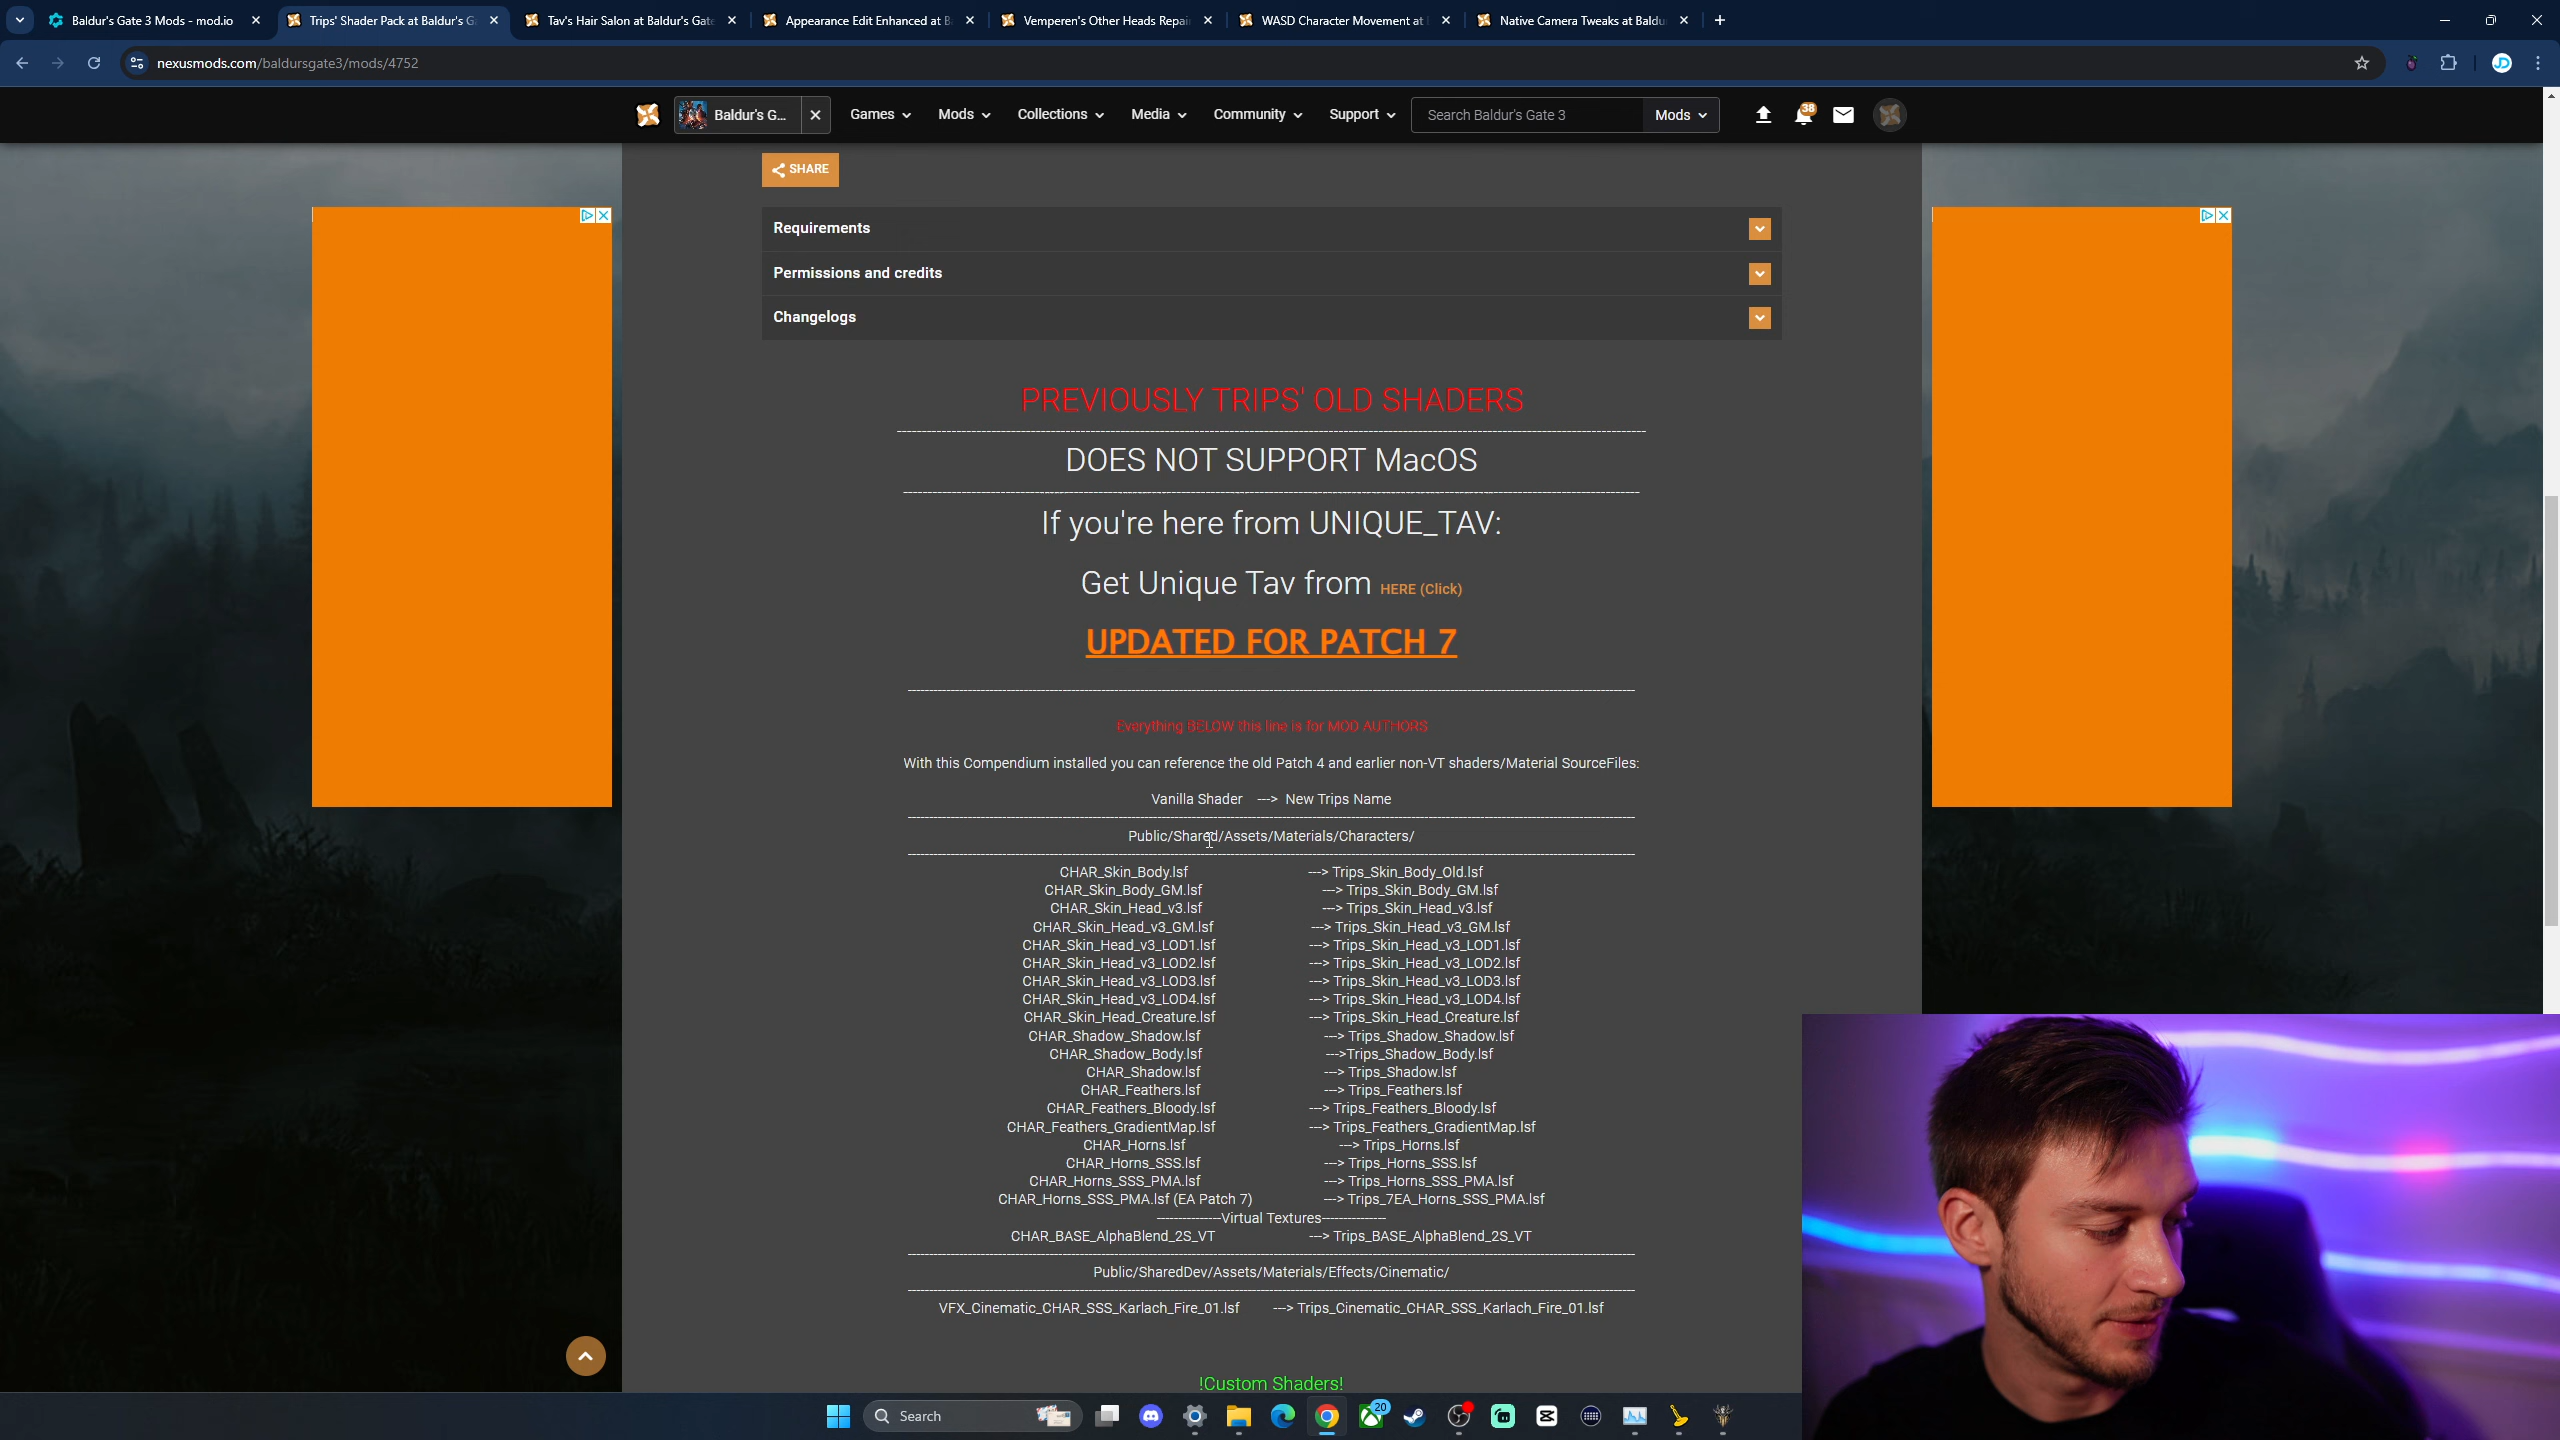 Baldur's Gate 3 Mods - mod.io
Trips' Shader Pack at Baldur's G
Tav's Hair Salon at Baldur's Gate
Appearance Edit Enhanced at B
Vemperen's Other Heads Repai
WASD Character Movement at
Native Camera Tweaks at Baldu
nexusmods.com/baldursgate3/mods/4752
JD
Baldur's G...
Games
Mods
Collections
Media
Community
Support
Search Baldur's Gate 3
Mods
38
SHARE
Requirements
Permissions and credits
Changelogs
PREVIOUSLY TRIPS' OLD SHADERS
DOES NOT SUPPORT MacOS
If you're here from UNIQUE_TAV:
Get Unique Tav from HERE (Click)
UPDATED FOR PATCH 7
Everything BELOW this line is for MOD AUTHORS
With this Compendium installed you can reference the old Patch 4 and earlier non-VT shaders/Material SourceFiles:
Vanilla Shader ---> New Trips Name
Public/Shared/Assets/Materials/Characters/
CHAR_Skin_Body.lsf ---> Trips_Skin_Body_Old.lsf
CHAR_Skin_Body_GM.lsf ---> Trips_Skin_Body_GM.lsf
CHAR_Skin_Head_v3.lsf ---> Trips_Skin_Head_v3.lsf
CHAR_Skin_Head_v3_GM.lsf ---> Trips_Skin_Head_v3_GM.lsf
CHAR_Skin_Head_v3_LOD1.lsf ---> Trips_Skin_Head_v3_LOD1.lsf
CHAR_Skin_Head_v3_LOD2.lsf ---> Trips_Skin_Head_v3_LOD2.lsf
CHAR_Skin_Head_v3_LOD3.lsf ---> Trips_Skin_Head_v3_LOD3.lsf
CHAR_Skin_Head_v3_LOD4.lsf ---> Trips_Skin_Head_v3_LOD4.lsf
CHAR_Skin_Head_Creature.lsf ---> Trips_Skin_Head_Creature.lsf
CHAR_Shadow_Shadow.lsf ---> Trips_Shadow_Shadow.lsf
CHAR_Shadow_Body.lsf --->Trips_Shadow_Body.lsf
CHAR_Shadow.lsf ---> Trips_Shadow.lsf
CHAR_Feathers.lsf ---> Trips_Feathers.lsf
CHAR_Feathers_Bloody.lsf ---> Trips_Feathers_Bloody.lsf
CHAR_Feathers_GradientMap.lsf ---> Trips_Feathers_GradientMap.lsf
CHAR_Horns.lsf ---> Trips_Horns.lsf
CHAR_Horns_SSS.lsf ---> Trips_Horns_SSS.lsf
CHAR_Horns_SSS_PMA.lsf ---> Trips_Horns_SSS_PMA.lsf
CHAR_Horns_SSS_PMA.lsf (EA Patch 7) ---> Trips_7EA_Horns_SSS_PMA.lsf
---------------Virtual Textures---------------
CHAR_BASE_AlphaBlend_2S_VT ---> Trips_BASE_AlphaBlend_2S_VT
Public/SharedDev/Assets/Materials/Effects/Cinematic/
VFX_Cinematic_CHAR_SSS_Karlach_Fire_01.lsf ---> Trips_Cinematic_CHAR_SSS_Karlach_Fire_01.lsf
!Custom Shaders!
Search
20